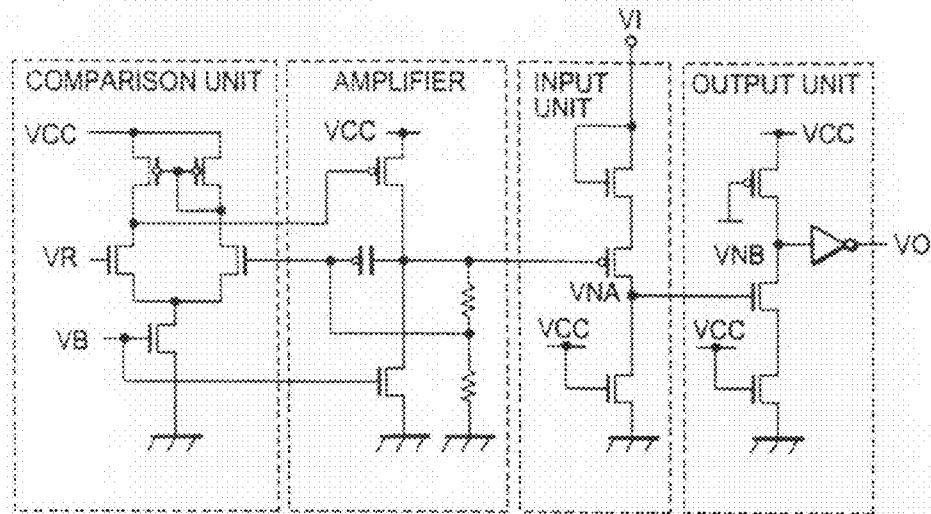 VI
COMPARISON UNIT
AMPLIFIER
INPUT
UNIT
OUTPUT UNIT
VCC
VCC
VCC
VR
VNA
VNB
VO
VB
VCC
VCC